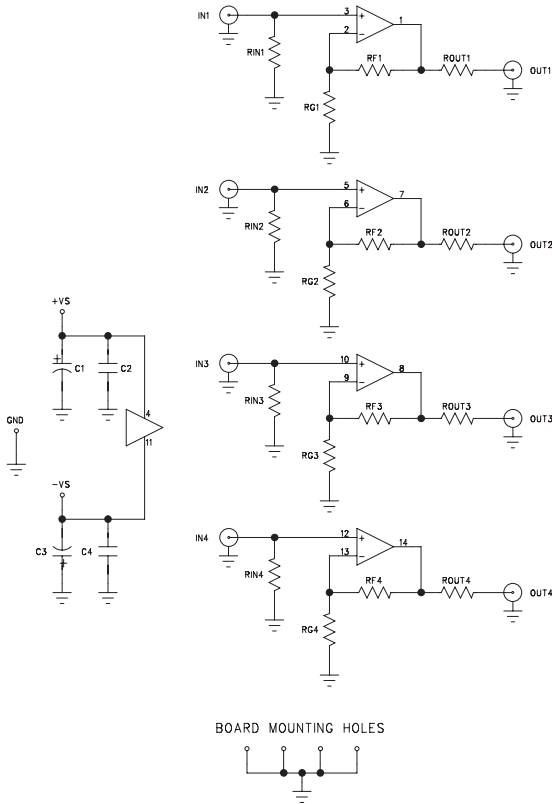 IN1
3
+
1
2
−
RIN1
RF1
ROUT1
OUT1
RG1
IN2
5
+
7
6
−
RIN2
RF2
ROUT2
OUT2
RG2
+VS
+
C1
C2
IN3
10
+
8
9
−
RIN3
RF3
ROUT3
OUT3
RG3
GND
4
11
−VS
C3
C4
+
IN4
12
+
14
13
−
RIN4
RF4
ROUT4
OUT4
RG4
BOARD MOUNTING HOLES